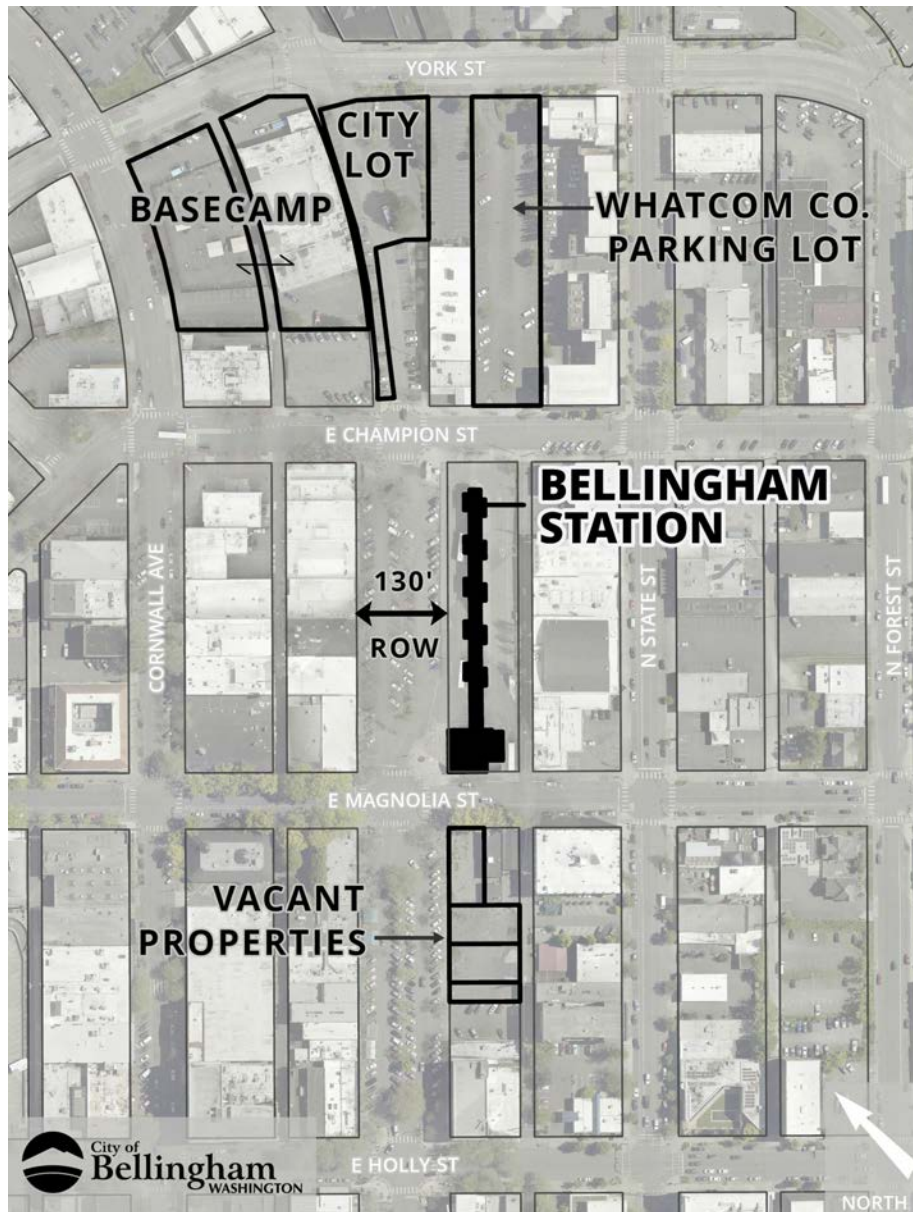 YORK ST
CITY
LOT
BASECAMP
WHATCOM CO.
PARKING LOT
E CHAMPION ST
BELLINGHAM
STATION
130'
ROW
CORNWALL AVE
N STATE ST
N FOREST ST
E MAGNOLIA ST
VACANT
PROPERTIES
E HOLLY ST
City of
Bellingham
WASHINGTON
NORTH